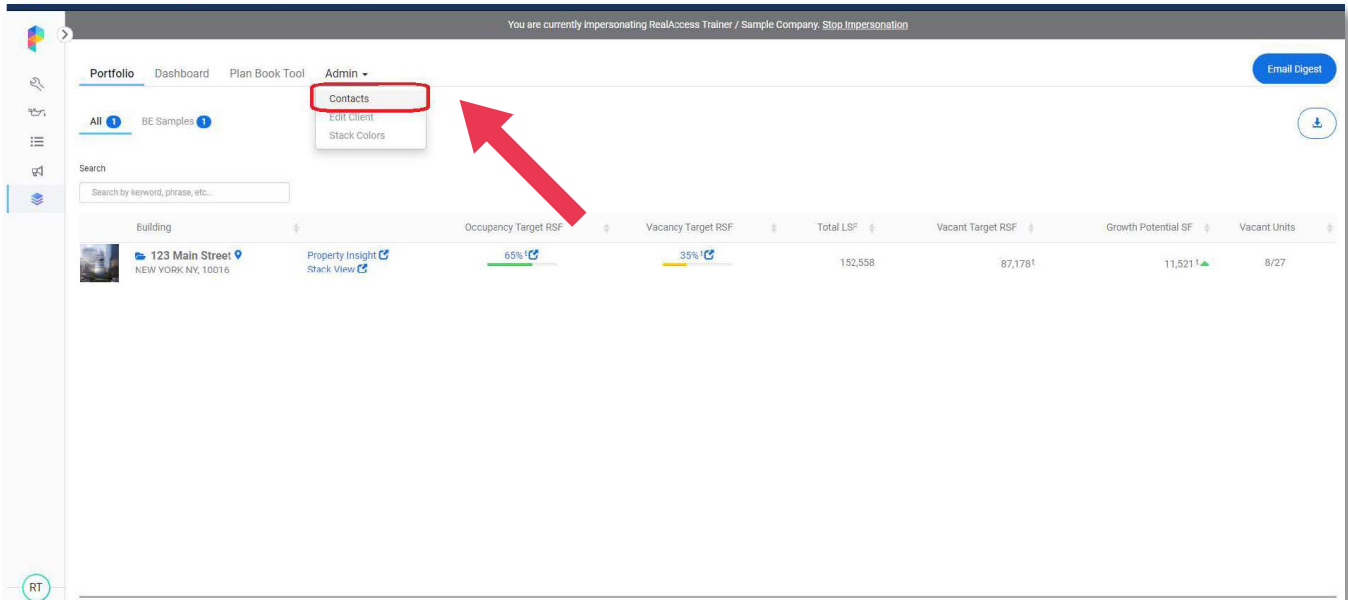 You are currently impersonating RealAccess Trainer / Sample Company. Stop Impersonation
Portfolio Dashboard Plan Book Tool Admin
Email Digest
Contacts
Edit Client
Stack Colors
All 1 BE Samples 1
Search
Search by keyword, phrase, etc...
Building Occupancy Target RSF Vacancy Target RSF Total LSF Vacant Target RSF Growth Potential SF Vacant Units
123 Main Street Property Insight 65% t 35% t 152,558 87,178 t 11,521 t 8/27
NEW YORK NY, 10016 Stack View
RT